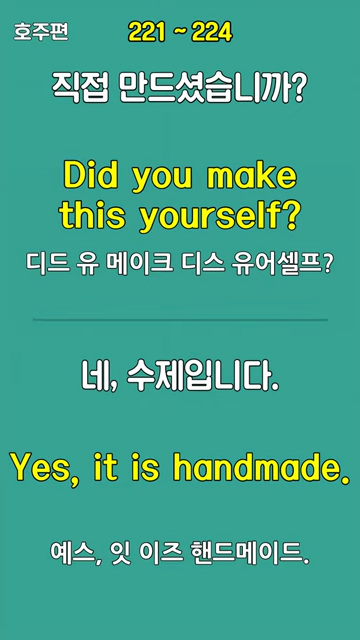 호주편 221 ~ 224
직접 만드셨습니까?
Did you make
this yourself?
디드 유 메이크 디스 유어셀프?
네, 수제입니다.
Yes, it is handmade.
예스, 잇 이즈 핸드메이드.